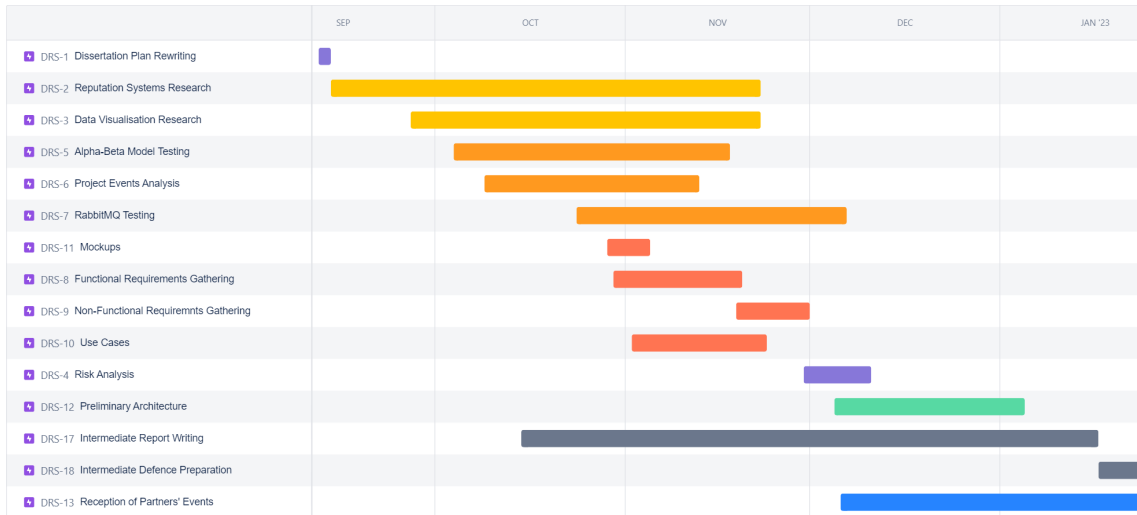 SEP OCT NOV DEC JAN '23
DRS-1 Dissertation Plan Rewriting
DRS-2 Reputation Systems Research
DRS-3 Data Visualisation Research
DRS-5 Alpha-Beta Model Testing
DRS-6 Project Events Analysis
DRS-7 RabbitMQ Testing
DRS-11 Mockups
DRS-8 Functional Requirements Gathering
DRS-9 Non-Functional Requiremnts Gathering
DRS-10 Use Cases
DRS-4 Risk Analysis
DRS-12 Preliminary Architecture
DRS-17 Intermediate Report Writing
DRS-18 Intermediate Defence Preparation
DRS-13 Reception of Partners' Events